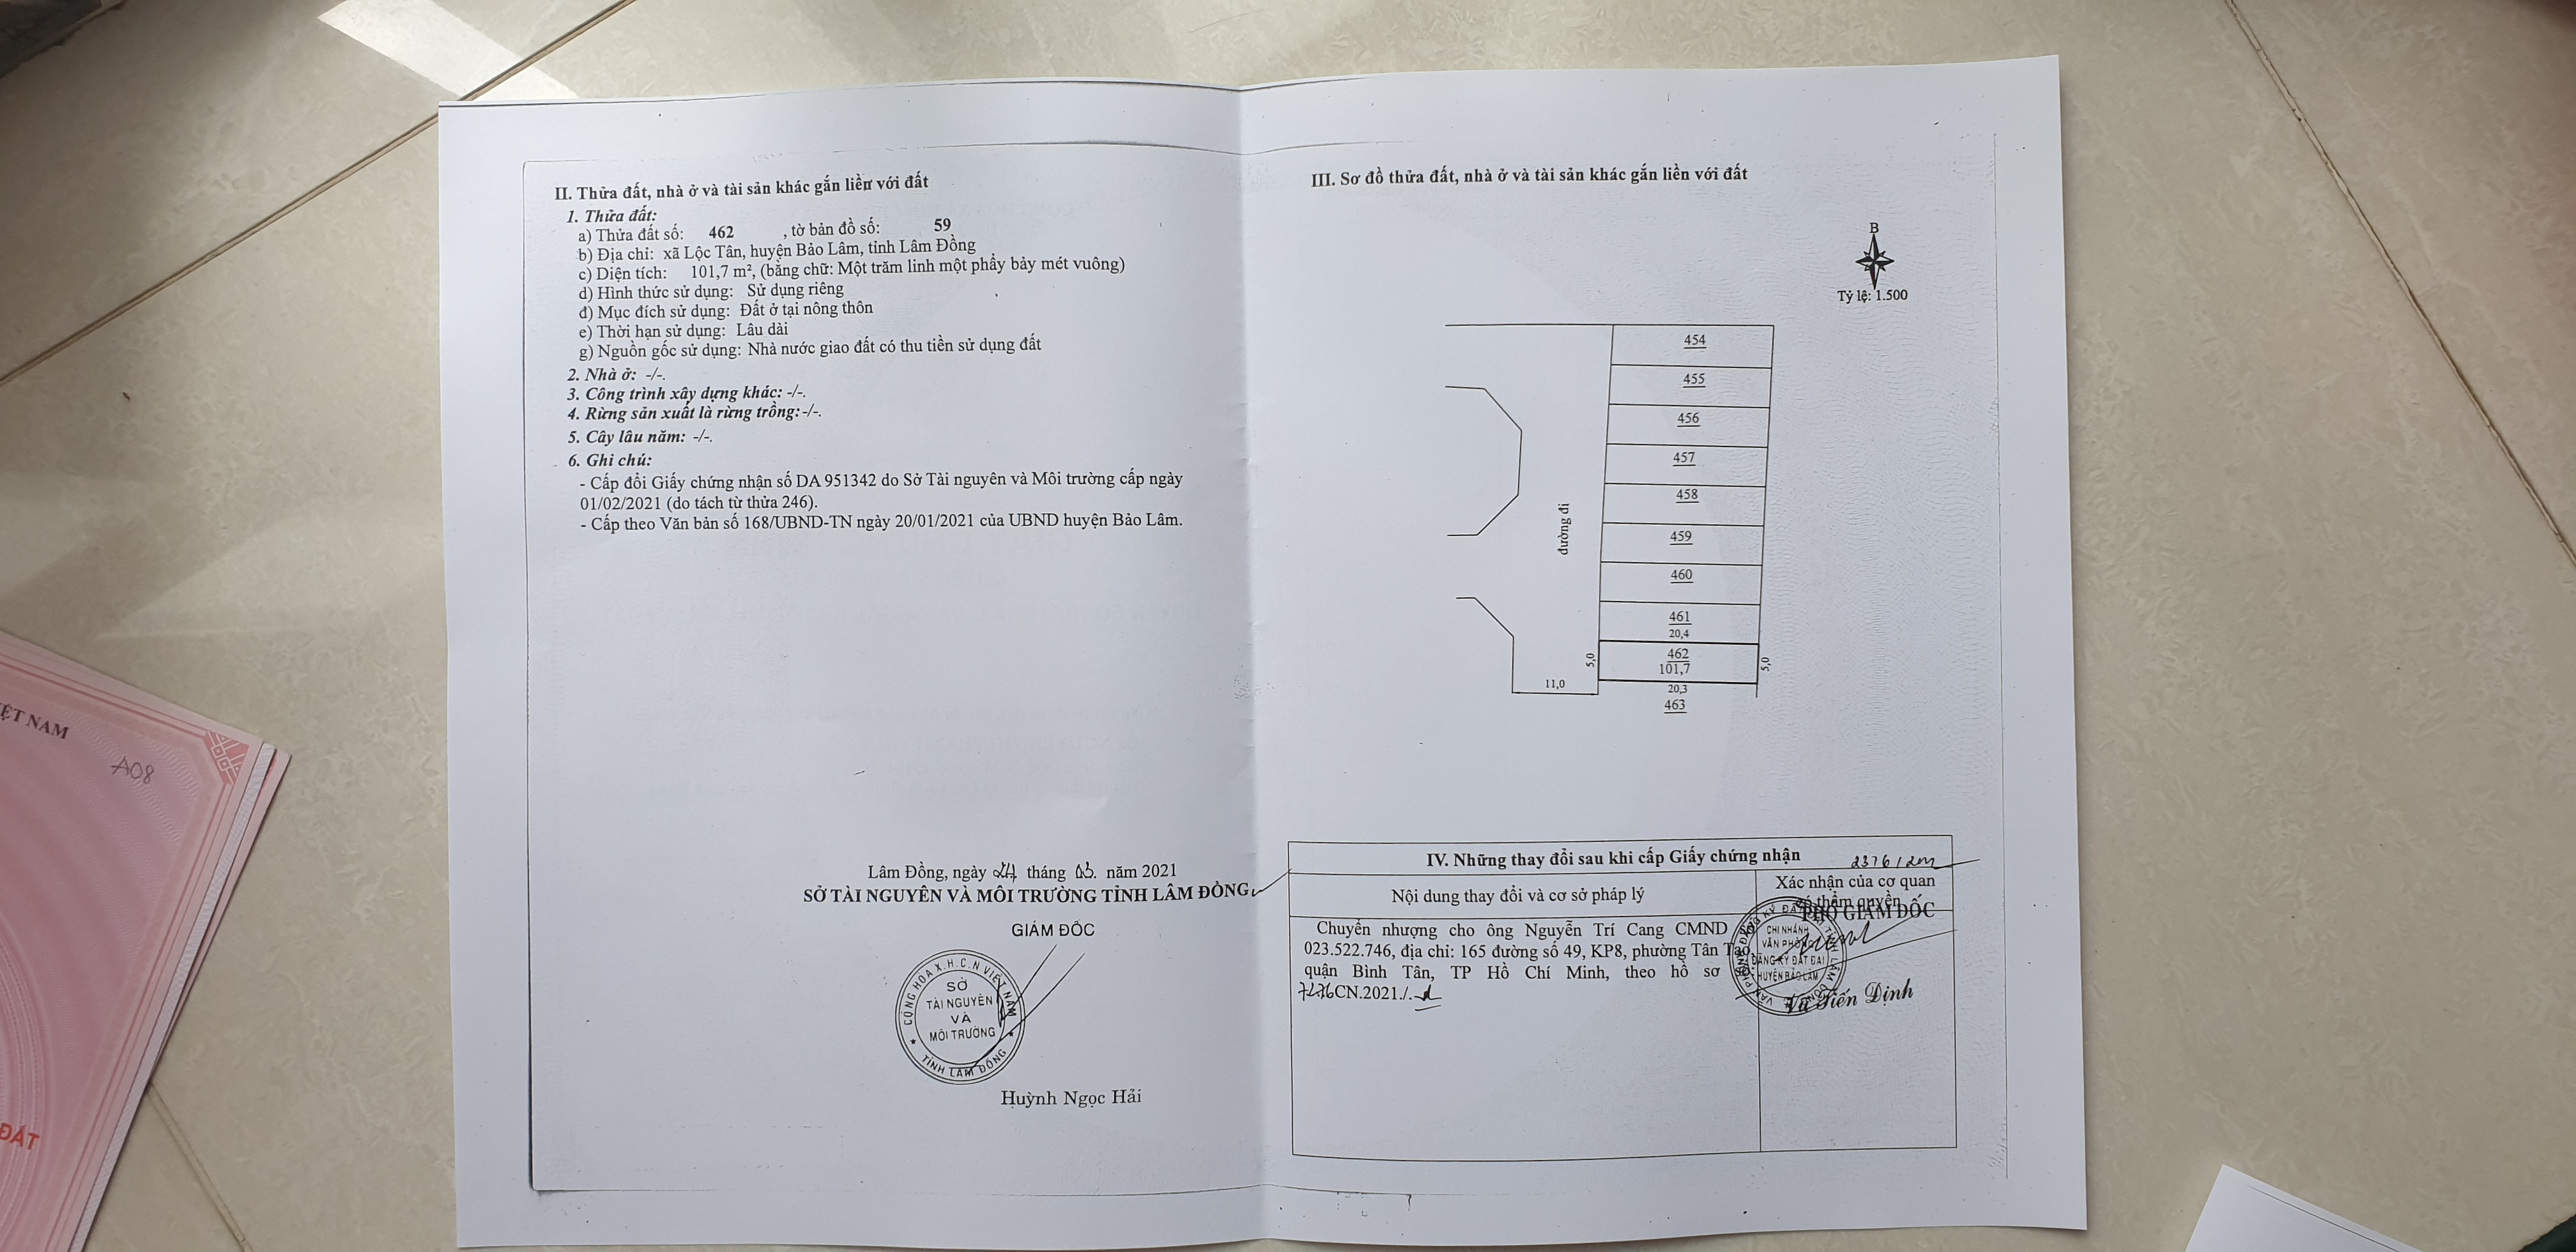 II. Thửa đất, nhà ở và tài sản khác gắn liền với đất
1. Thửa đất:
a) Thửa đất số: 462 , tờ bản đồ số: 59
b) Địa chỉ: xã Lộc Tân, huyện Bảo Lâm, tỉnh Lâm Đồng
c) Diện tích: 101,7 m², (bằng chữ: Một trăm linh một phẩy bảy mét vuông)
d) Hình thức sử dụng: Sử dụng riêng
đ) Mục đích sử dụng: Đất ở tại nông thôn
e) Thời hạn sử dụng: Lâu dài
g) Nguồn gốc sử dụng: Nhà nước giao đất có thu tiền sử dụng đất
2. Nhà ở: -/-.
3. Công trình xây dựng khác: -/-.
4. Rừng sản xuất là rừng trồng:-/-.
5. Cây lâu năm: -/-.
6. Ghi chú:
- Cấp đổi Giấy chứng nhận số DA 951342 do Sở Tài nguyên và Môi trường cấp ngày
01/02/2021 (do tách từ thửa 246).
- Cấp theo Văn bản số 168/UBND-TN ngày 20/01/2021 của UBND huyện Bảo Lâm.
Lâm Đồng, ngày 24 tháng 03. năm 2021
SỞ TÀI NGUYÊN VÀ MÔI TRƯỜNG TỈNH LÂM ĐỒNG
GIÁM ĐỐC
CỘNG HÒA X.H.C.N VIỆT NAM
SỞ
TÀI NGUYÊN
VÀ
MÔI TRƯỜNG
TỈNH LÂM ĐỒNG
Huỳnh Ngọc Hải
III. Sơ đồ thửa đất, nhà ở và tài sản khác gắn liền với đất
B
Tỷ lệ: 1.500
454
455
456
457
458
459
460
461
20,4
462
101,7
5,0
5,0
20,3
463
11,0
đường đi
IV. Những thay đổi sau khi cấp Giấy chứng nhận
Nội dung thay đổi và cơ sở pháp lý
Xác nhận của cơ quan
có thẩm quyền
PHÓ GIÁM ĐỐC
Chuyển nhượng cho ông Nguyễn Trí Cang CMND số
023.522.746, địa chỉ: 165 đường số 49, KP8, phường Tân Tạo,
quận Bình Tân, TP Hồ Chí Minh, theo hồ sơ
CN.2021./.
CHI NHÁNH
VĂN PHÒNG
ĐĂNG KÝ ĐẤT ĐAI
HUYỆN BẢO LÂM
Vũ Tiến Định
ỆT NAM
A08
ĐẤT